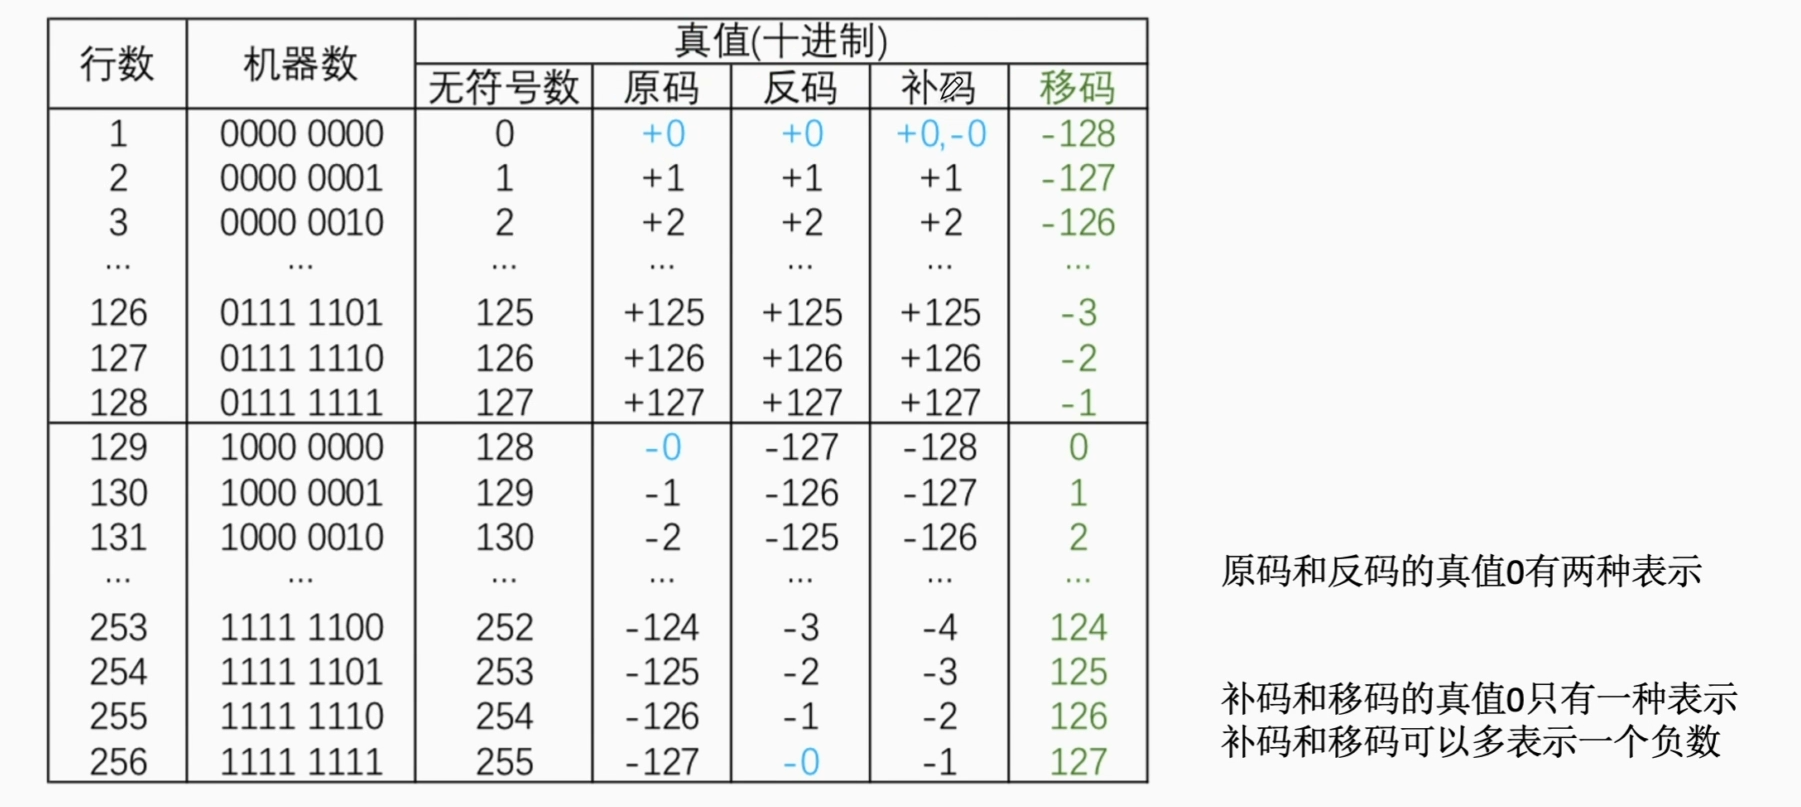 行数 机器数 真值(十进制)
无符号数 原码 反码 补码 移码
1 0000 0000 0 +0 +0 +0,-0 -128
2 0000 0001 1 +1 +1 +1 -127
3 0000 0010 2 +2 +2 +2 -126
... ... ... ... ... ... ...
126 0111 1101 125 +125 +125 +125 -3
127 0111 1110 126 +126 +126 +126 -2
128 0111 1111 127 +127 +127 +127 -1
129 1000 0000 128 -0 -127 -128 0
130 1000 0001 129 -1 -126 -127 1
131 1000 0010 130 -2 -125 -126 2
... ... ... ... ... ... ...
253 1111 1100 252 -124 -3 -4 124
254 1111 1101 253 -125 -2 -3 125
255 1111 1110 254 -126 -1 -2 126
256 1111 1111 255 -127 -0 -1 127
原码和反码的真值0有两种表示
补码和移码的真值0只有一种表示
补码和移码可以多表示一个负数